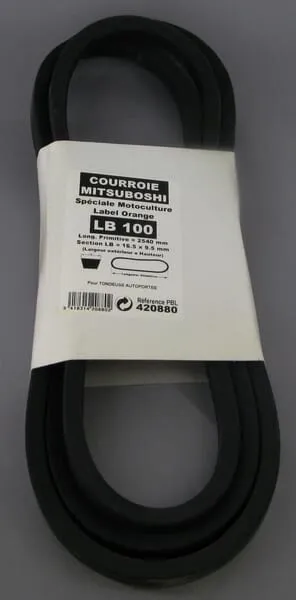 COURROIE
MITSUBOSHI
Spéciale Motoculture
Label Orange
LB 100
Long. Primitive = 2540 mm
Section LB = 16.5 x 9.5 mm
(Largeur extérieur x Hauteur)
Pour TONDEUSE AUTOPORTEE
Référence PBL
420880